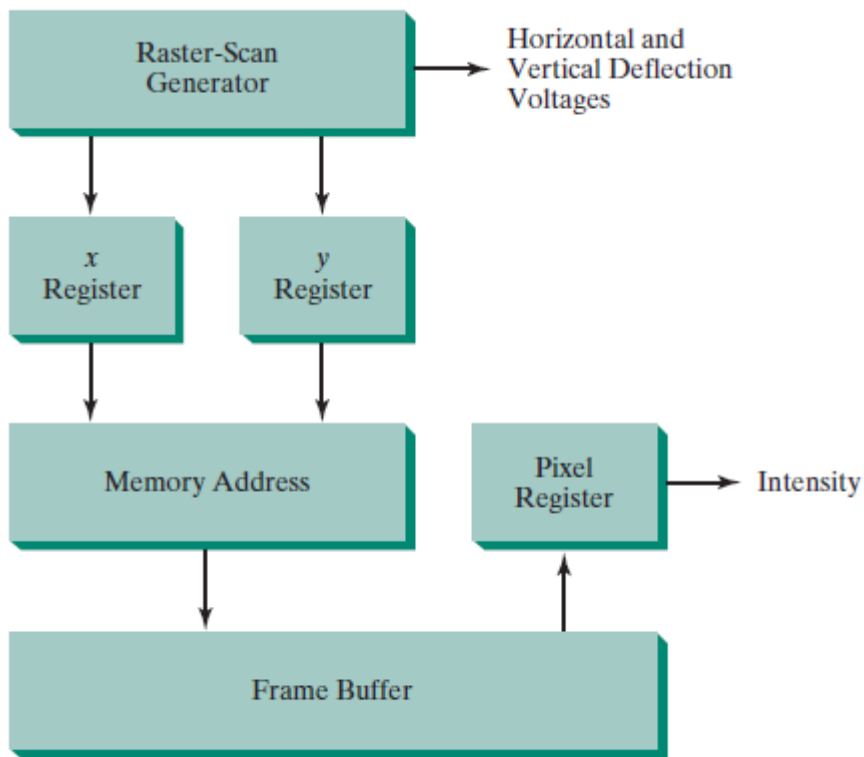 Raster-Scan
Generator
Horizontal and
Vertical Deflection
Voltages
x
Register
y
Register
Memory Address
Pixel
Register
Intensity
Frame Buffer